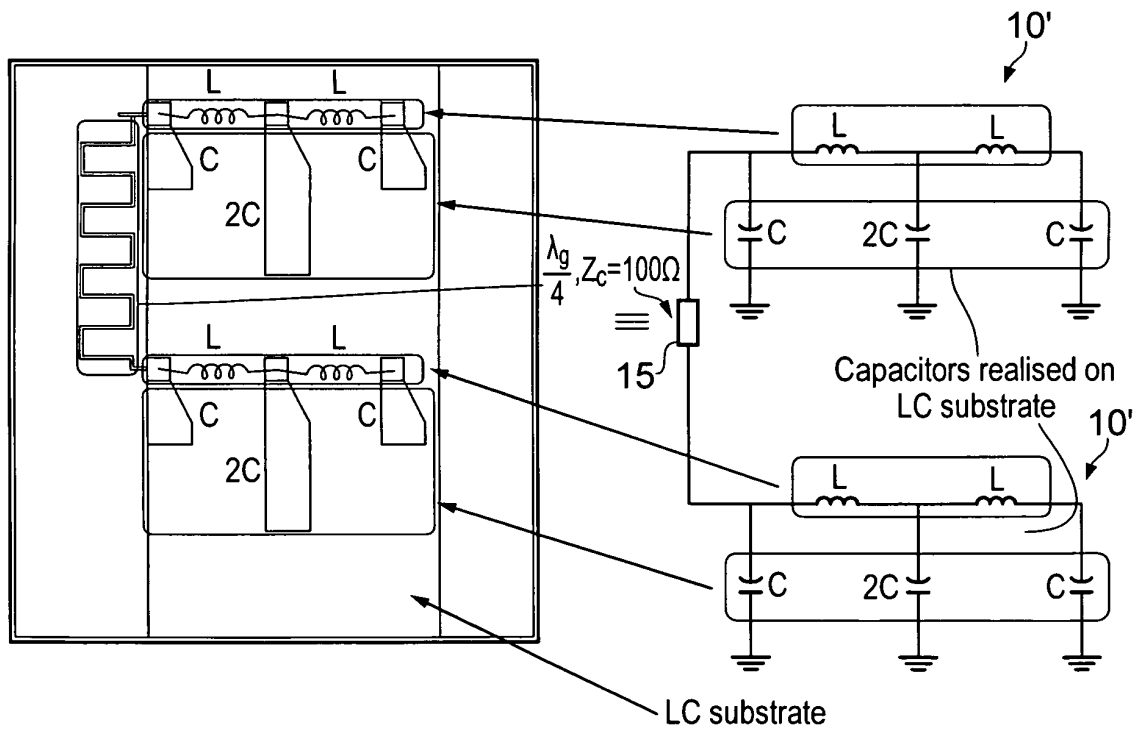 10'
L L
C
C
2C
L L
C 2C C
λg/4, Zc=100Ω
≡
15
Capacitors realised on
LC substrate
L L
C
C
2C
10'
L L
C 2C C
LC substrate